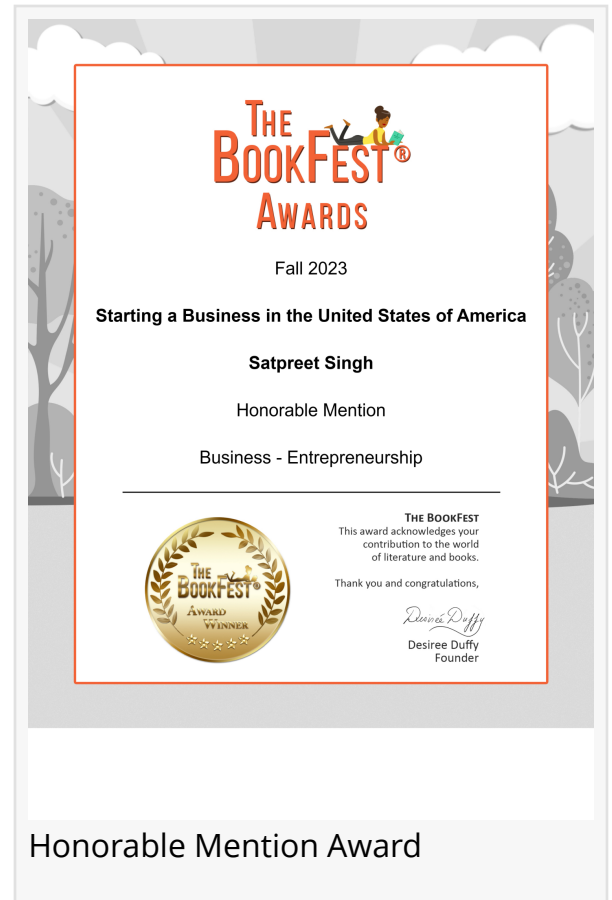 THE
BOOKFEST®
AWARDS
Fall 2023
Starting a Business in the United States of America
Satpreet Singh
Honorable Mention
Business - Entrepreneurship
THE BOOKFEST
This award acknowledges your
contribution to the world
of literature and books.
Thank you and congratulations,
Desireé Duffy
Desiree Duffy
Founder
THE
BOOKFEST®
AWARD
WINNER
Honorable Mention Award